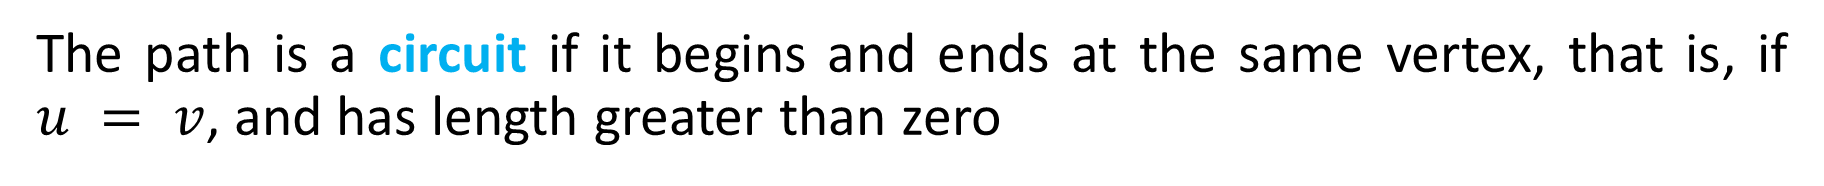 The path is a circuit if it begins and ends at the same vertex, that is, if
𝑢 = 𝑣, and has length greater than zero